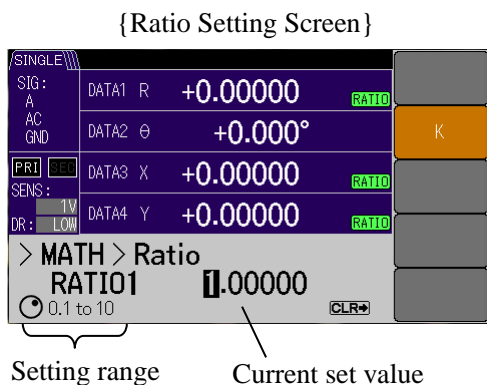 {Ratio Setting Screen}
SINGLE
SIG:
A
AC
GND
DATA1 R +0.00000 RATIO
DATA2 θ +0.000°
K
PRI SEC
SENS:
1V
DR: LOW
DATA3 X +0.00000 RATIO
DATA4 Y +0.00000 RATIO
> MATH > Ratio
RATIO1 1.00000
0.1 to 10 CLR→
Setting range Current set value